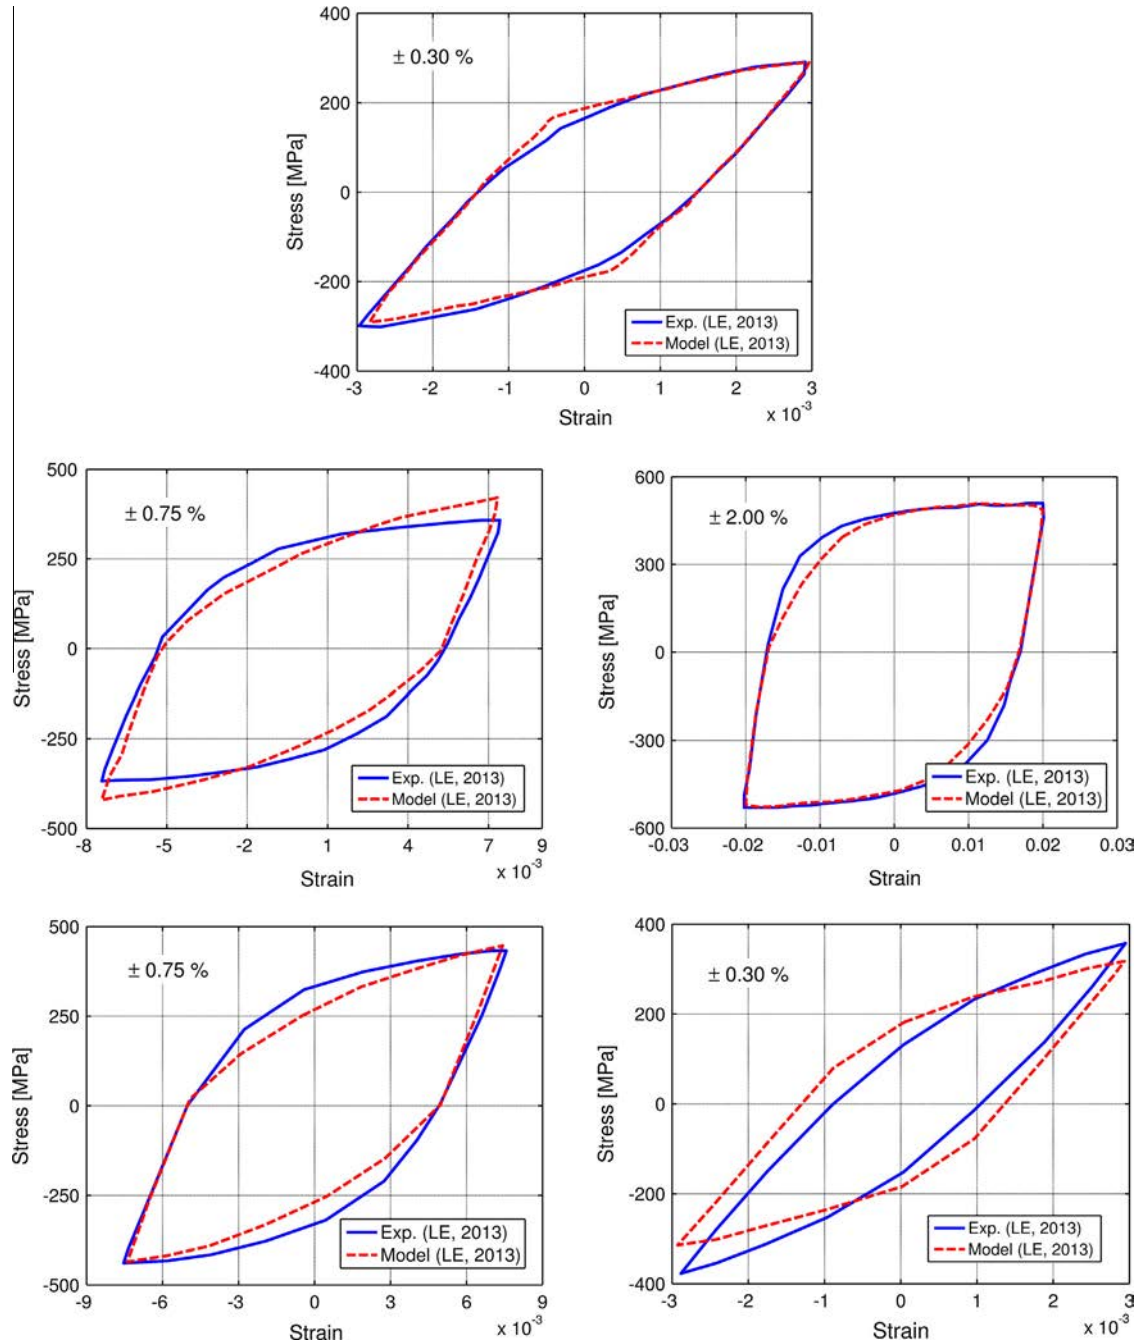 ± 0.30 %
400
200
0
-200
-400
Stress [MPa]
Exp. (LE, 2013)
Model (LE, 2013)
-3 -2 -1 0 1 2 3
x 10-3
Strain
± 0.75 %
500
250
0
-250
-500
Stress [MPa]
Exp. (LE, 2013)
Model (LE, 2013)
-8 -5 -2 1 4 7 9
x 10-3
Strain
± 2.00 %
600
300
0
-300
-600
Stress [MPa]
Exp. (LE, 2013)
Model (LE, 2013)
-0.03 -0.02 -0.01 0 0.01 0.02 0.03
Strain
± 0.75 %
500
250
0
-250
-500
Stress [MPa]
Exp. (LE, 2013)
Model (LE, 2013)
-9 -6 -3 0 3 6 9
x 10-3
Strain
± 0.30 %
400
200
0
-200
-400
Stress [MPa]
Exp. (LE, 2013)
Model (LE, 2013)
-3 -2 -1 0 1 2 3
x 10-3
Strain